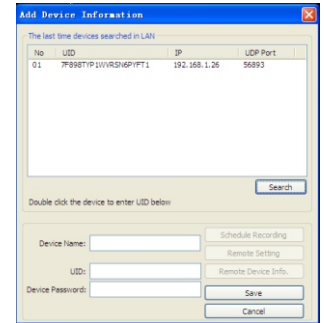 Add Device Information
The last time devices searched in LAN
No UID IP UDP Port
01 7F898TYP1WVRSN6PYFT1 192.168.1.26 56893
Search
Double click the device to enter UID below
Schedule Recording
Device Name:
Remote Setting
UID: Remote Device Info.
Device Password: Save
Cancel